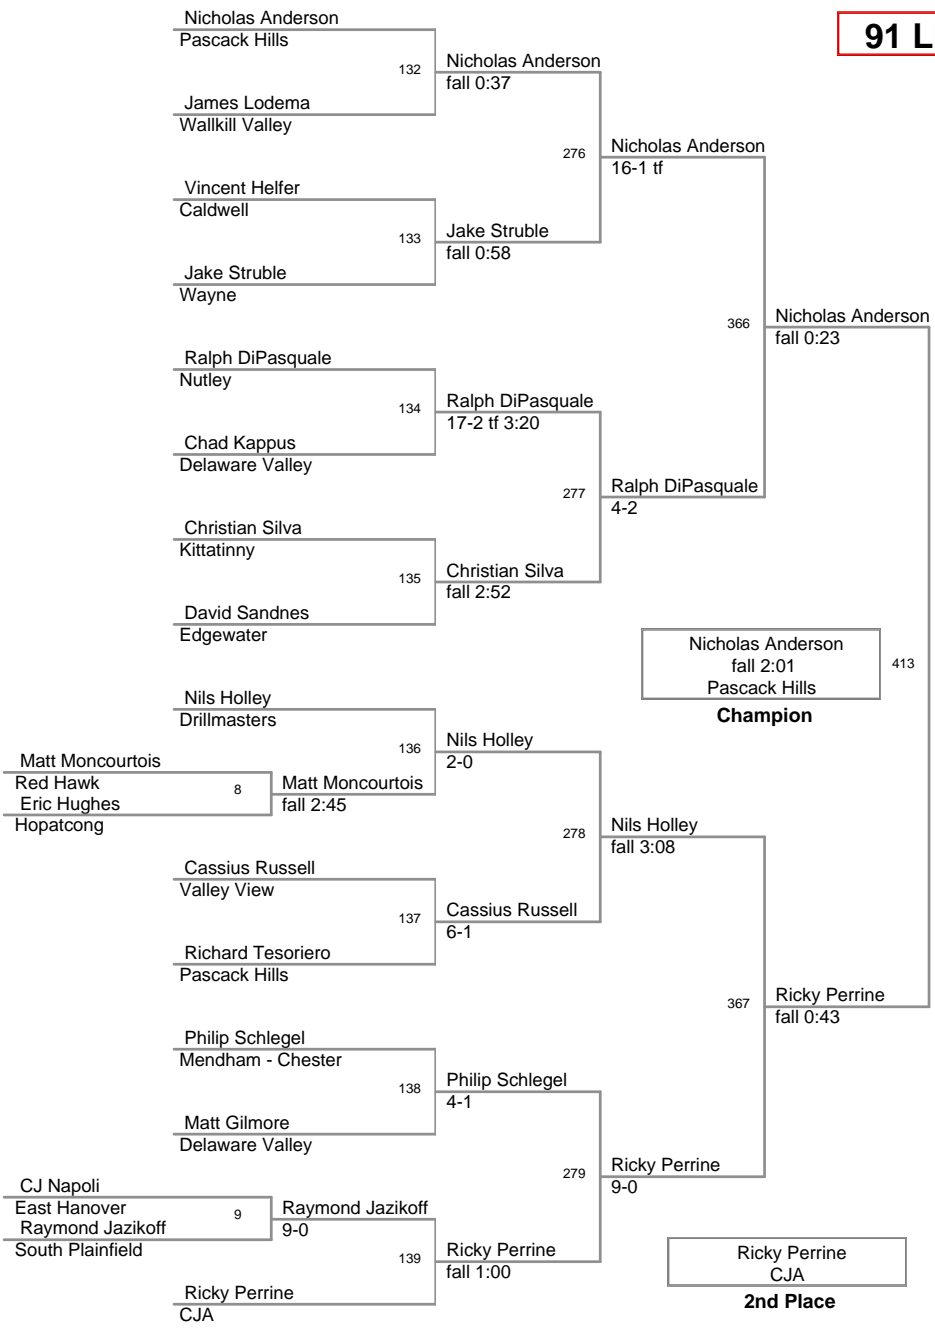 Nicholas Anderson
Pascack Hills
91 L
132
Nicholas Anderson
fall 0:37
James Lodema
Wallkill Valley
276
Nicholas Anderson
16-1 tf
Vincent Helfer
Caldwell
133
Jake Struble
fall 0:58
Jake Struble
Wayne
366
Nicholas Anderson
fall 0:23
Ralph DiPasquale
Nutley
134
Ralph DiPasquale
17-2 tf 3:20
Chad Kappus
Delaware Valley
277
Ralph DiPasquale
4-2
Christian Silva
Kittatinny
135
Christian Silva
fall 2:52
David Sandnes
Edgewater
Nicholas Anderson
fall 2:01
Pascack Hills
413
Champion
Nils Holley
Drillmasters
136
Nils Holley
2-0
Matt Moncourtois
Red Hawk
8
Matt Moncourtois
fall 2:45
Eric Hughes
Hopatcong
278
Nils Holley
fall 3:08
Cassius Russell
Valley View
137
Cassius Russell
6-1
Richard Tesoriero
Pascack Hills
367
Ricky Perrine
fall 0:43
Philip Schlegel
Mendham - Chester
138
Philip Schlegel
4-1
Matt Gilmore
Delaware Valley
279
Ricky Perrine
9-0
CJ Napoli
East Hanover
9
Raymond Jazikoff
9-0
Raymond Jazikoff
South Plainfield
139
Ricky Perrine
fall 1:00
Ricky Perrine
CJA
Ricky Perrine
CJA
2nd Place